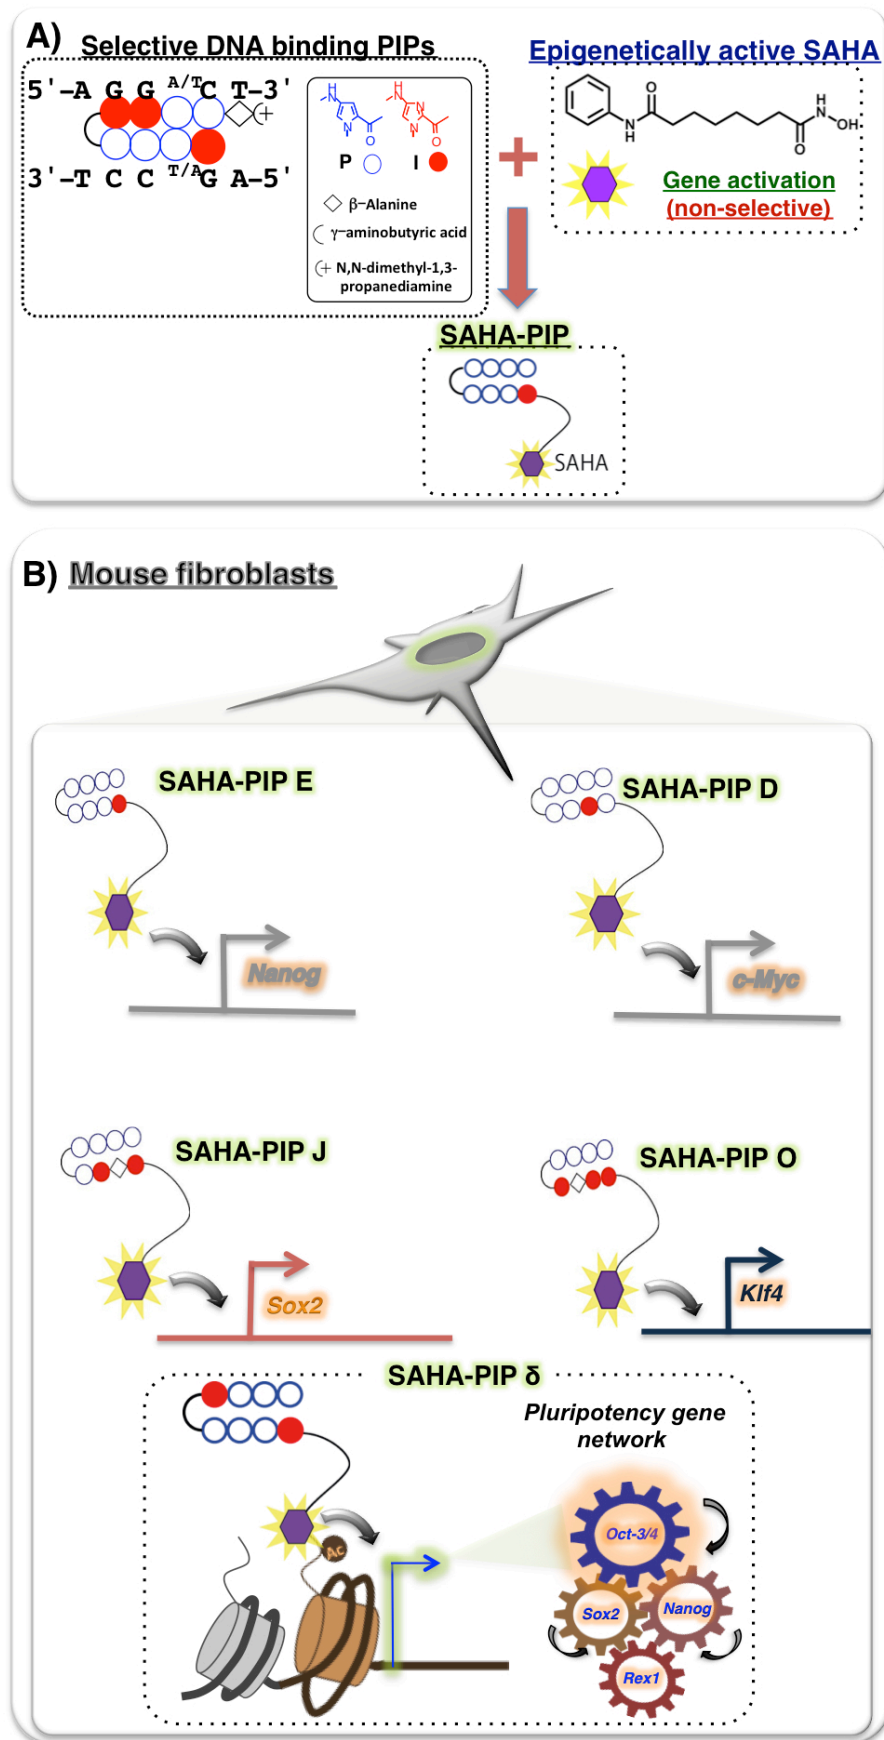 A)
Selective DNA binding PIPs
5'-A G G A/T C T-3'
3'-T C C T/A G A-5'
H
N
N
O
H
N
N
N
O
P
I
β-Alanine
γ-aminobutyric acid
N,N-dimethyl-1,3-
propanediamine
+
Epigenetically active SAHA
O
N
H
O
H
N
OH
Gene activation
(non-selective)
SAHA-PIP
SAHA
B) Mouse fibroblasts
SAHA-PIP E
Nanog
SAHA-PIP D
c-Myc
SAHA-PIP J
Sox2
SAHA-PIP O
Klf4
SAHA-PIP δ
Pluripotency gene
network
Ac
Oct-3/4
Sox2
Nanog
Rex1